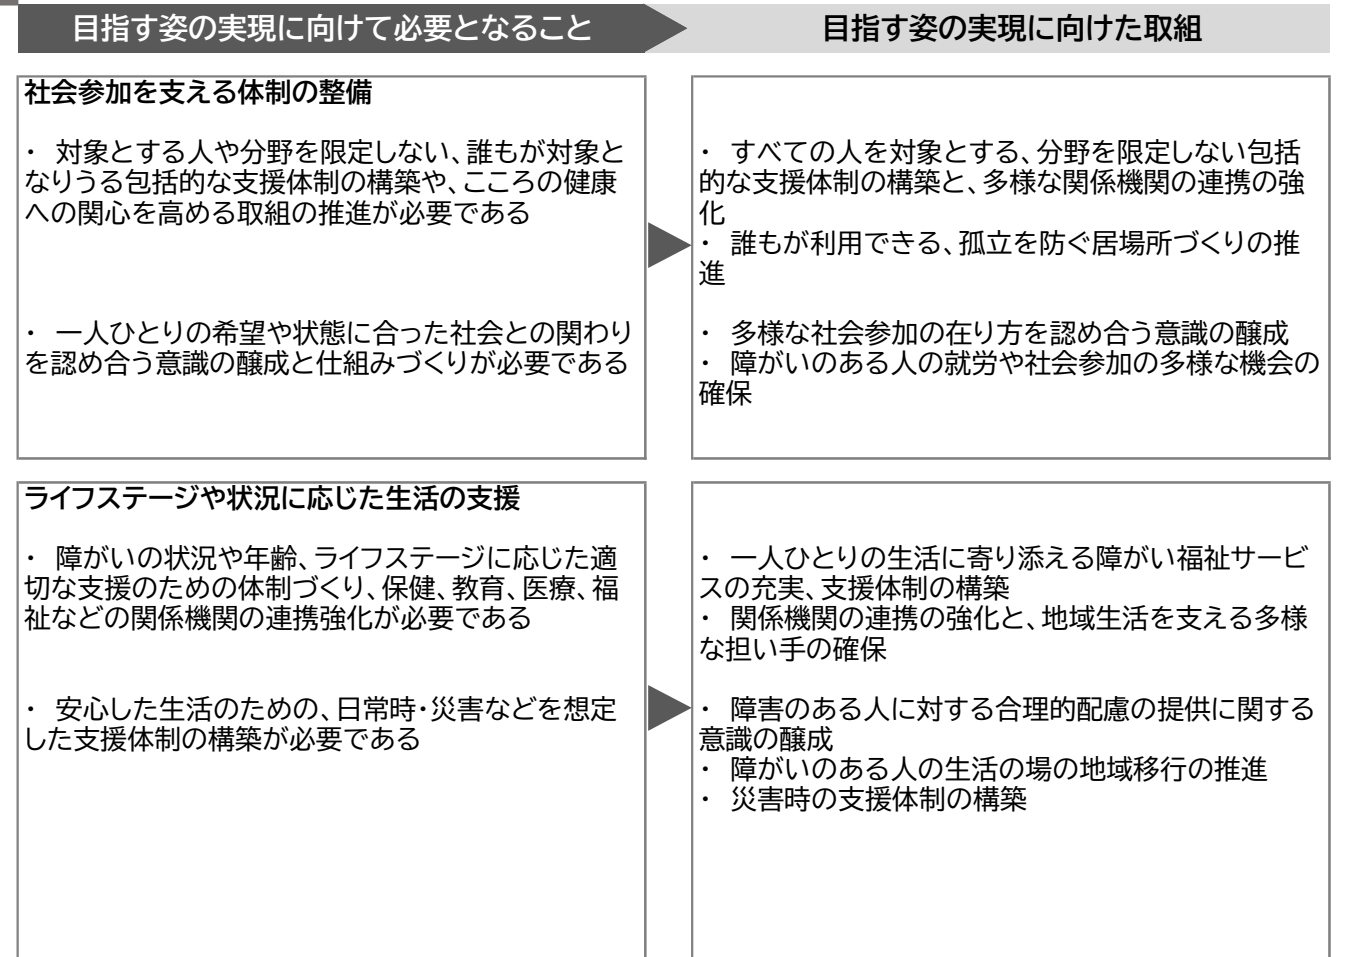 目指す姿の実現に向けて必要となること
目指す姿の実現に向けた取組
社会参加を支える体制の整備
・ 対象とする人や分野を限定しない、誰もが対象と
なりうる包括的な支援体制の構築や、こころの健康
への関心を高める取組の推進が必要である
・ 一人ひとりの希望や状態に合った社会との関わり
を認め合う意識の醸成と仕組みづくりが必要である
・ すべての人を対象とする、分野を限定しない包括
的な支援体制の構築と、多様な関係機関の連携の強
化
・ 誰もが利用できる、孤立を防ぐ居場所づくりの推
進
・ 多様な社会参加の在り方を認め合う意識の醸成
・ 障がいのある人の就労や社会参加の多様な機会の
確保
ライフステージや状況に応じた生活の支援
・ 障がいの状況や年齢、ライフステージに応じた適
切な支援のための体制づくり、保健、教育、医療、福
祉などの関係機関の連携強化が必要である
・ 安心した生活のための、日常時・災害などを想定
した支援体制の構築が必要である
・ 一人ひとりの生活に寄り添える障がい福祉サービ
スの充実、支援体制の構築
・ 関係機関の連携の強化と、地域生活を支える多様
な担い手の確保
・ 障害のある人に対する合理的配慮の提供に関する
意識の醸成
・ 障がいのある人の生活の場の地域移行の推進
・ 災害時の支援体制の構築